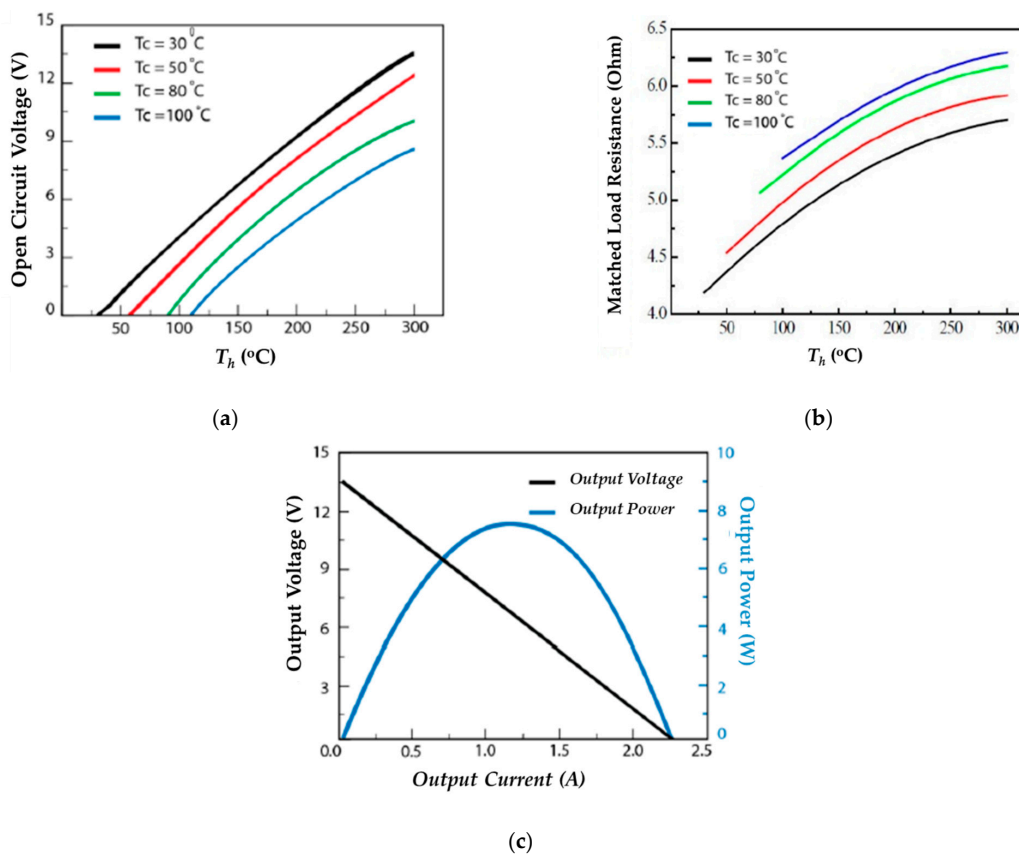 (a)
Open Circuit Voltage (V)
15
12
9
6
3
0
Tc = 30 °C
Tc = 50 °C
Tc = 80 °C
Tc =100 °C
50 100 150 200 250 300
Th (oC)
(b)
Matched Load Resistance (Ohm)
6.5
6.0
5.5
5.0
4.5
4.0
Tc = 30 °C
Tc = 50 °C
Tc = 80 °C
Tc =100 °C
50 100 150 200 250 300
Th (oC)
(a)
(b)
Output Voltage (V)
15
12
9
6
3
Output Voltage
Output Power
10
8
6
4
2
0
Output Power (W)
0.0 0.5 1.0 1.5 2.0 2.5
Output Current (A)
(c)